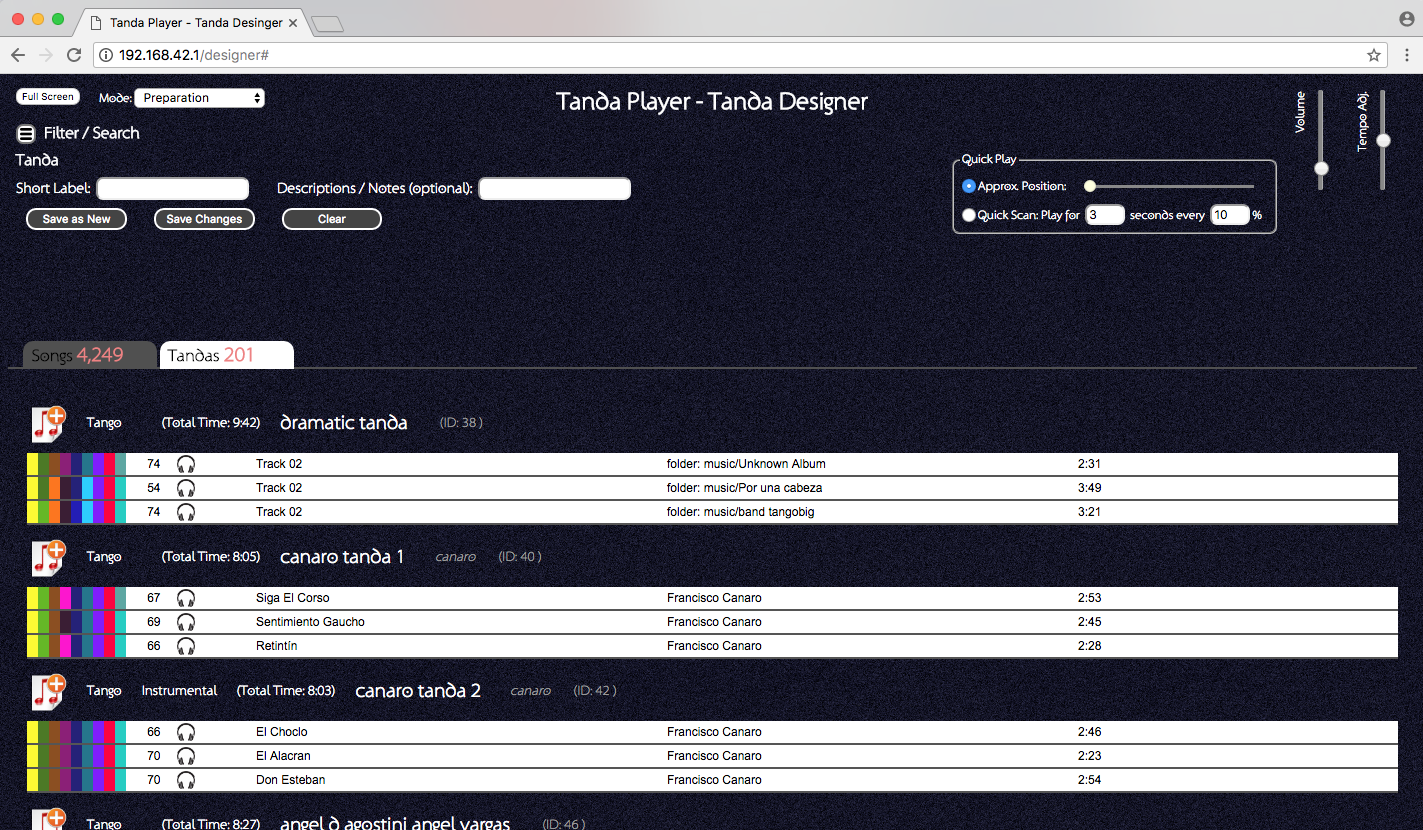 Tanda Player - Tanda Desinger
192.168.42.1/designer#
Full Screen Mode: Preparation
Tanda Player - Tanda Designer
Volume
Tempo Adj.
Filter / Search
Tanda
Short Label: Descriptions / Notes (optional):
Save as New Save Changes Clear
Quick Play
Approx. Position:
Quick Scan: Play for 3 seconds every 10 %
Songs 4,249 Tandas 201
Tango (Total Time: 9:42) dramatic tanda (ID: 38 )
74 Track 02 folder: music/Unknown Album 2:31
54 Track 02 folder: music/Por una cabeza 3:49
74 Track 02 folder: music/band tangobig 3:21
Tango (Total Time: 8:05) canaro tanda 1 canaro (ID: 40 )
67 Siga El Corso Francisco Canaro 2:53
69 Sentimiento Gaucho Francisco Canaro 2:45
66 Retintín Francisco Canaro 2:28
Tango Instrumental (Total Time: 8:03) canaro tanda 2 canaro (ID: 42 )
66 El Choclo Francisco Canaro 2:46
70 El Alacran Francisco Canaro 2:23
70 Don Esteban Francisco Canaro 2:54
Tango (Total Time: 8:27) angel d agostini angel vargas (ID: 46 )